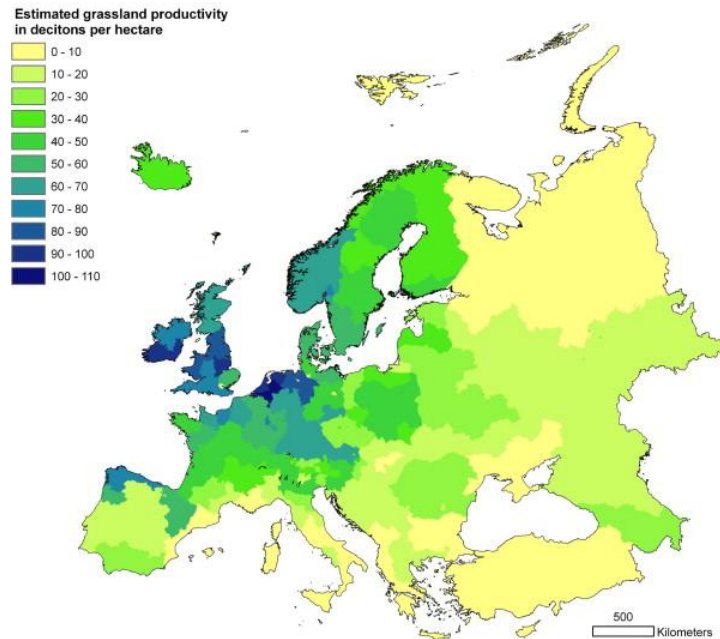 Estimated grassland productivity
in decitons per hectare
0 - 10
10 - 20
20 - 30
30 - 40
40 - 50
50 - 60
60 - 70
70 - 80
80 - 90
90 - 100
100 - 110
500
Kilometers